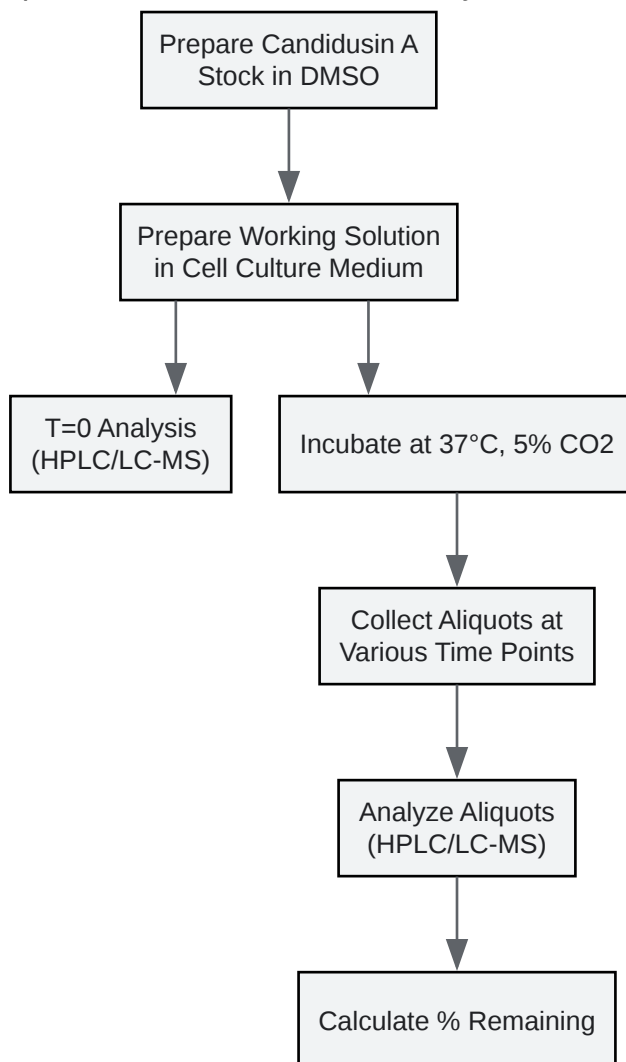 Prepare Candidusin A
Stock in DMSO
Prepare Working Solution
in Cell Culture Medium
T=0 Analysis
(HPLC/LC-MS)
Incubate at 37°C, 5% CO2
Collect Aliquots at
Various Time Points
Analyze Aliquots
(HPLC/LC-MS)
Calculate % Remaining